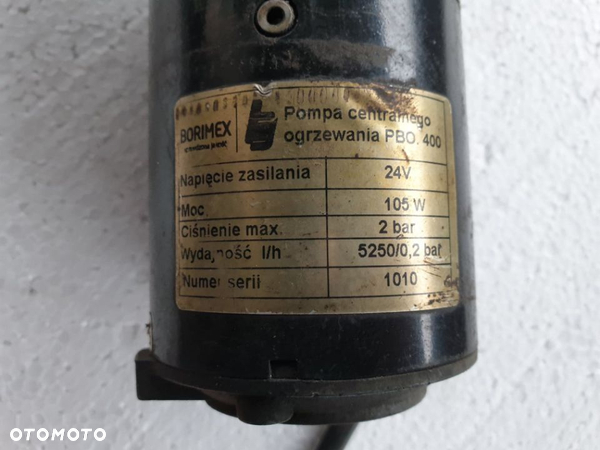 BORIMEX
Pompa centralnego
ogrzewania PBO. 400
Napięcie zasilania 24V
Moc 105 W
Ciśnienie max 2 bar
Wydajność l/h 5250/0,2 bar
Numer serii 1010
OTOMOTO